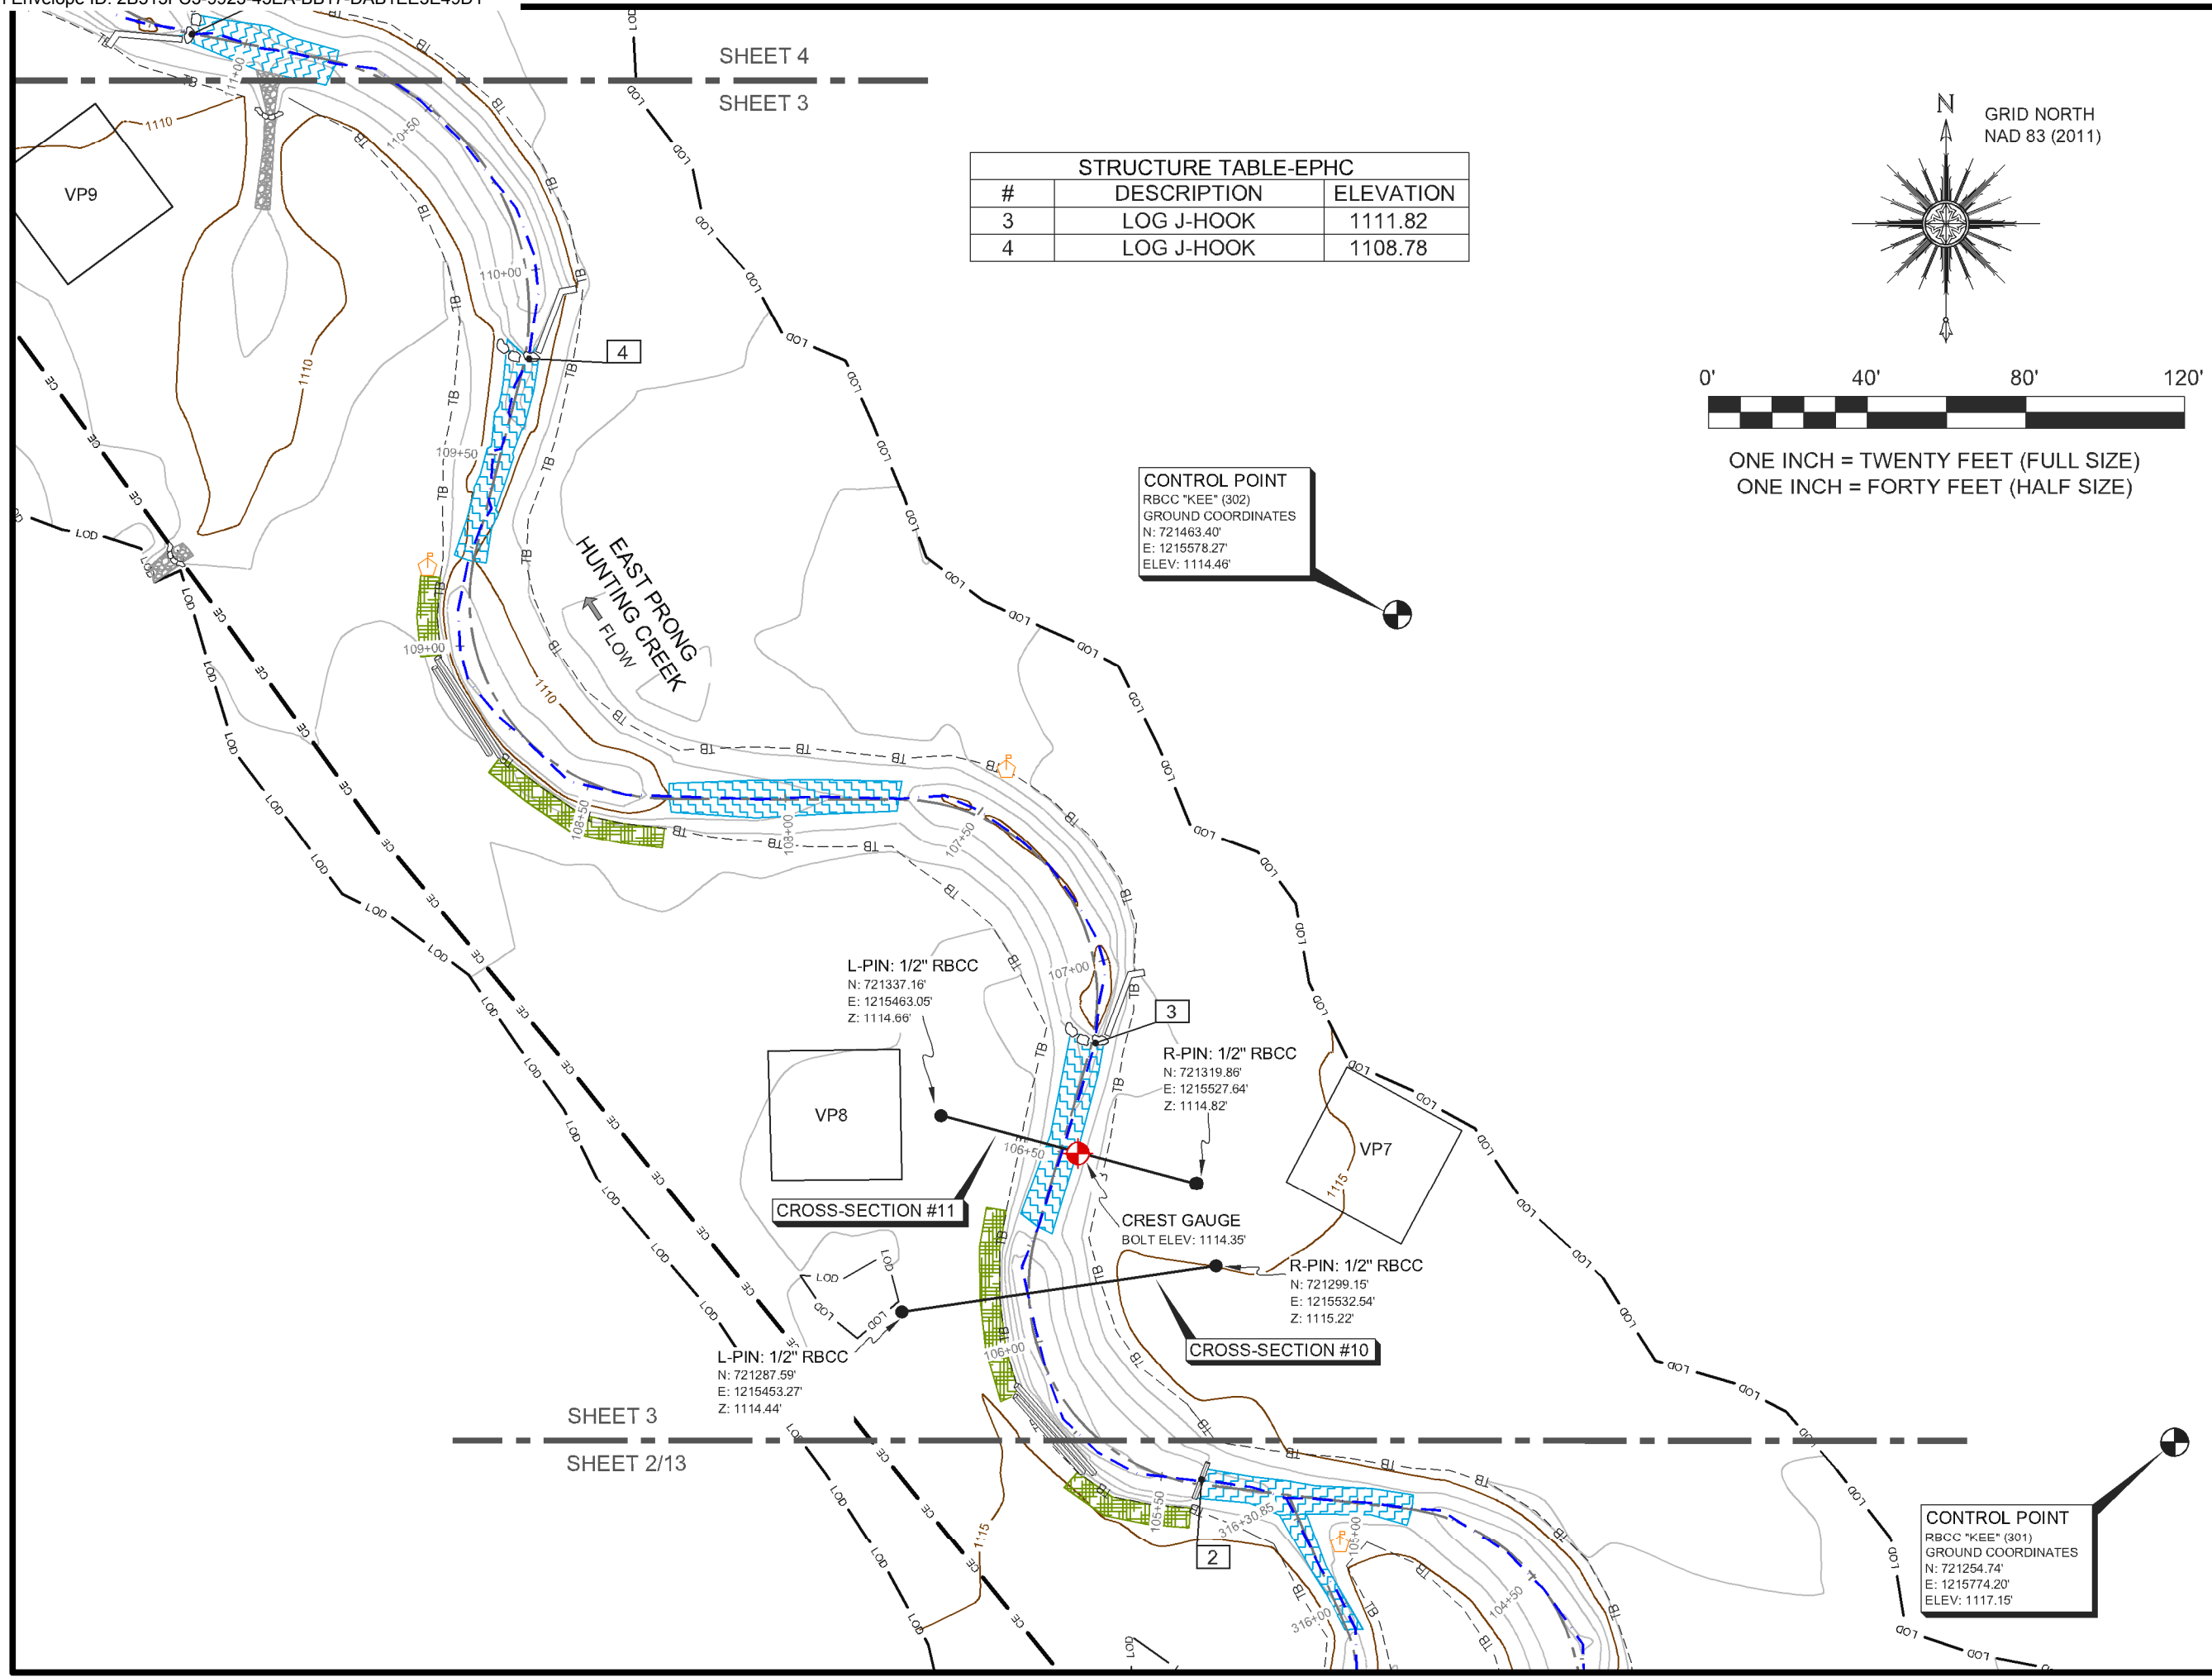 SHEET 4
SHEET 3
N
GRID NORTH
NAD 83 (2011)
STRUCTURE TABLE-EPHC
# DESCRIPTION ELEVATION
3 LOG J-HOOK 1111.82
4 LOG J-HOOK 1108.78
0' 40' 80' 120'
ONE INCH = TWENTY FEET (FULL SIZE)
ONE INCH = FORTY FEET (HALF SIZE)
111+00
110+50
1110
VP9
110+00
4
1110
109+50
CONTROL POINT
RBCC "KEE" (302)
GROUND COORDINATES
N: 721463.40'
E: 1215578.27'
ELEV: 1114.46'
EAST PRONG
HUNTING CREEK
FLOW
109+00
1110
108+50
108+00
107+50
107+00
L-PIN: 1/2" RBCC
N: 721337.16'
E: 1215463.05'
Z: 1114.66'
3
R-PIN: 1/2" RBCC
N: 721319.86'
E: 1215527.64'
Z: 1114.82'
VP8
106+50
VP7
1115
CROSS-SECTION #11
CREST GAUGE
BOLT ELEV: 1114.35'
R-PIN: 1/2" RBCC
N: 721299.15'
E: 1215532.54'
Z: 1115.22'
CROSS-SECTION #10
106+00
L-PIN: 1/2" RBCC
N: 721287.59'
E: 1215453.27'
Z: 1114.44'
SHEET 3
SHEET 2/13
105+50
316+30.85
105+00
2
1115
104+50
316+00
CONTROL POINT
RBCC "KEE" (301)
GROUND COORDINATES
N: 721254.74'
E: 1215774.20'
ELEV: 1117.15'
TB
LOD
CE